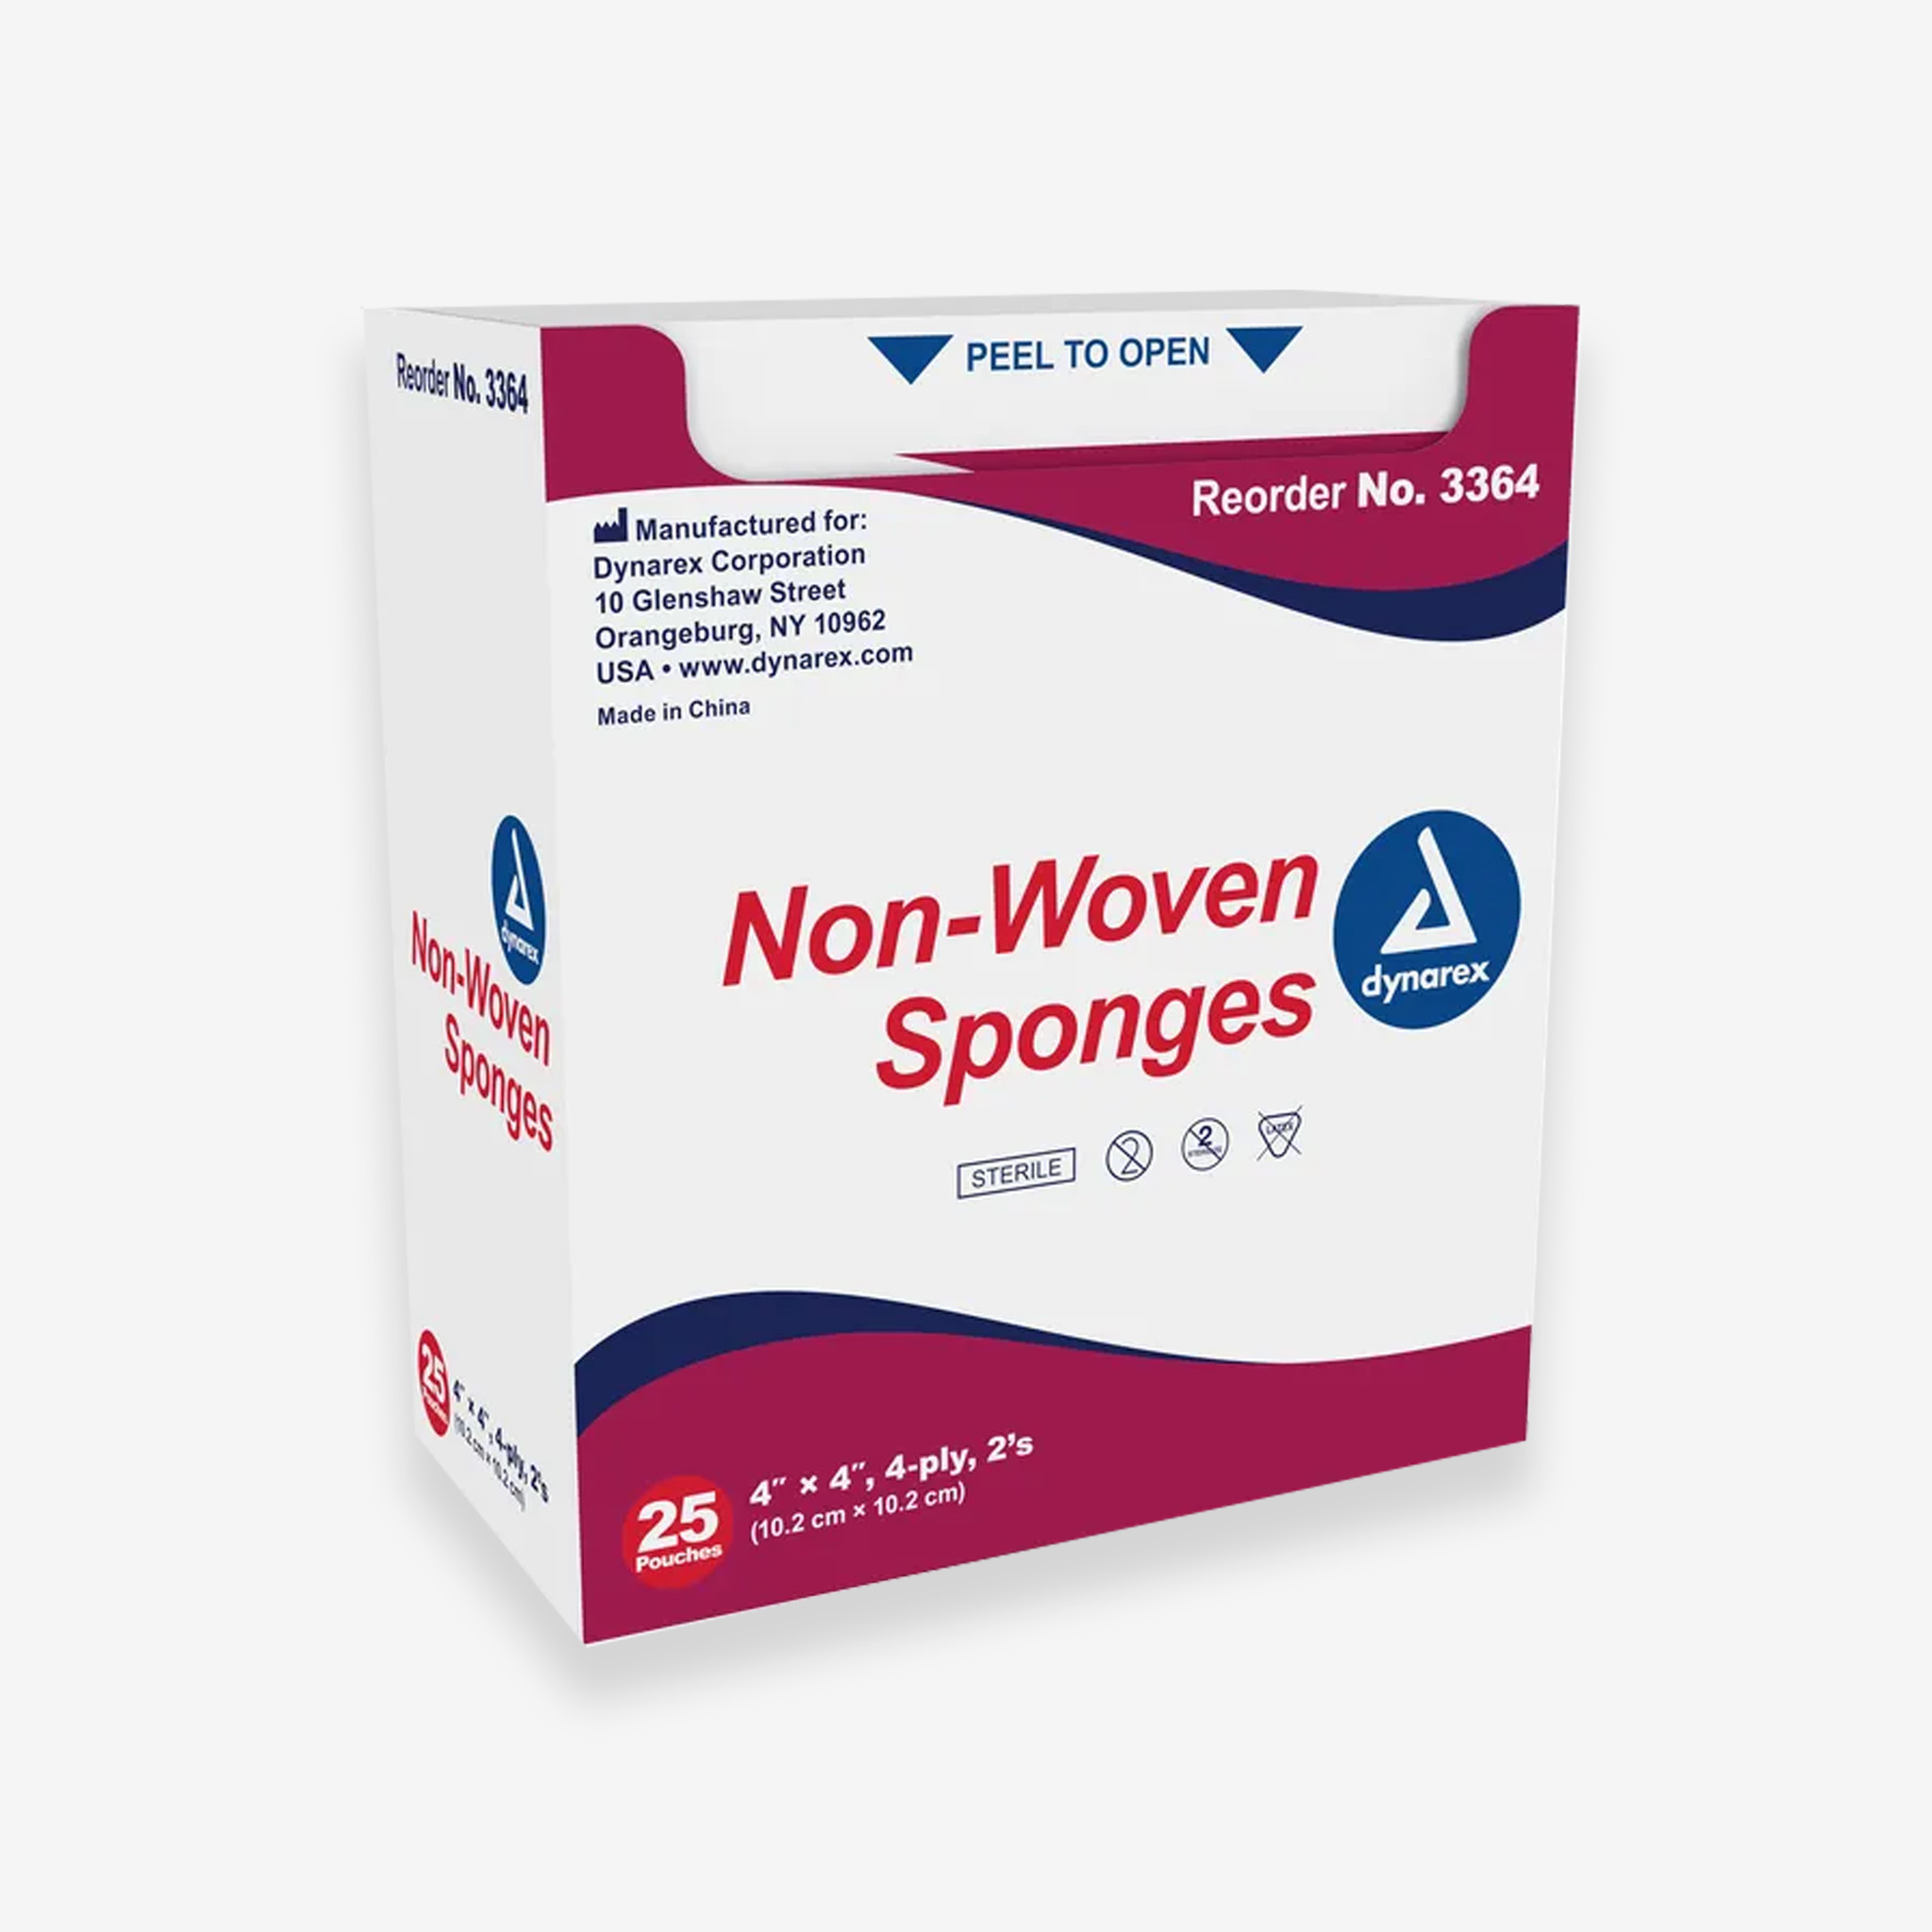 Reorder No. 3364
dynarex
Non-Woven
Sponges
25
4" × 4", 4-ply, 2's
(10.2 cm × 10.2 cm)
PEEL TO OPEN
Reorder No. 3364
Manufactured for:
Dynarex Corporation
10 Glenshaw Street
Orangeburg, NY 10962
USA • www.dynarex.com
Made in China
Non-Woven
Sponges
dynarex
STERILE
2
2
LATEX
25
Pouches
4" × 4", 4-ply, 2's
(10.2 cm × 10.2 cm)